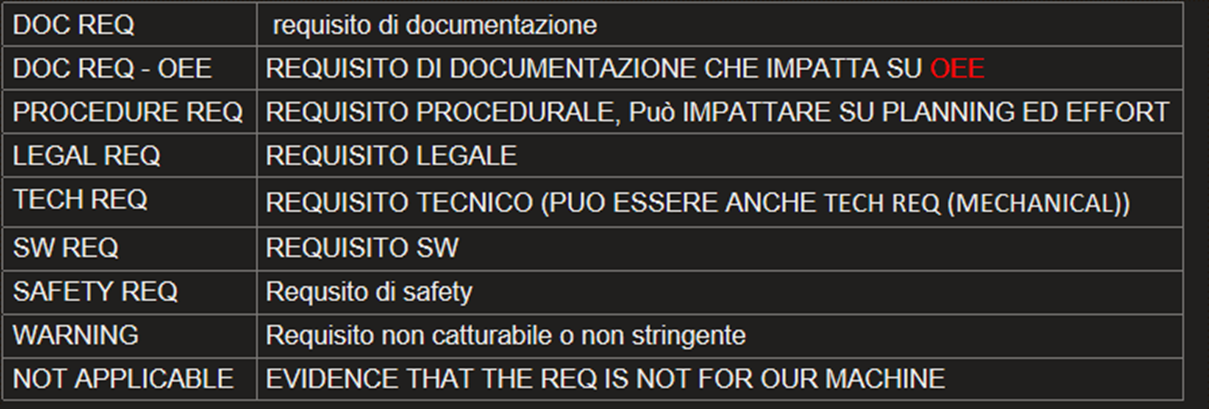 DOC REQ requisito di documentazione
DOC REQ - OEE REQUISITO DI DOCUMENTAZIONE CHE IMPATTA SU OEE
PROCEDURE REQ REQUISITO PROCEDURALE, Può IMPATTARE SU PLANNING ED EFFORT
LEGAL REQ REQUISITO LEGALE
TECH REQ REQUISITO TECNICO (PUO ESSERE ANCHE TECH REQ (MECHANICAL))
SW REQ REQUISITO SW
SAFETY REQ Requsito di safety
WARNING Requisito non catturabile o non stringente
NOT APPLICABLE EVIDENCE THAT THE REQ IS NOT FOR OUR MACHINE